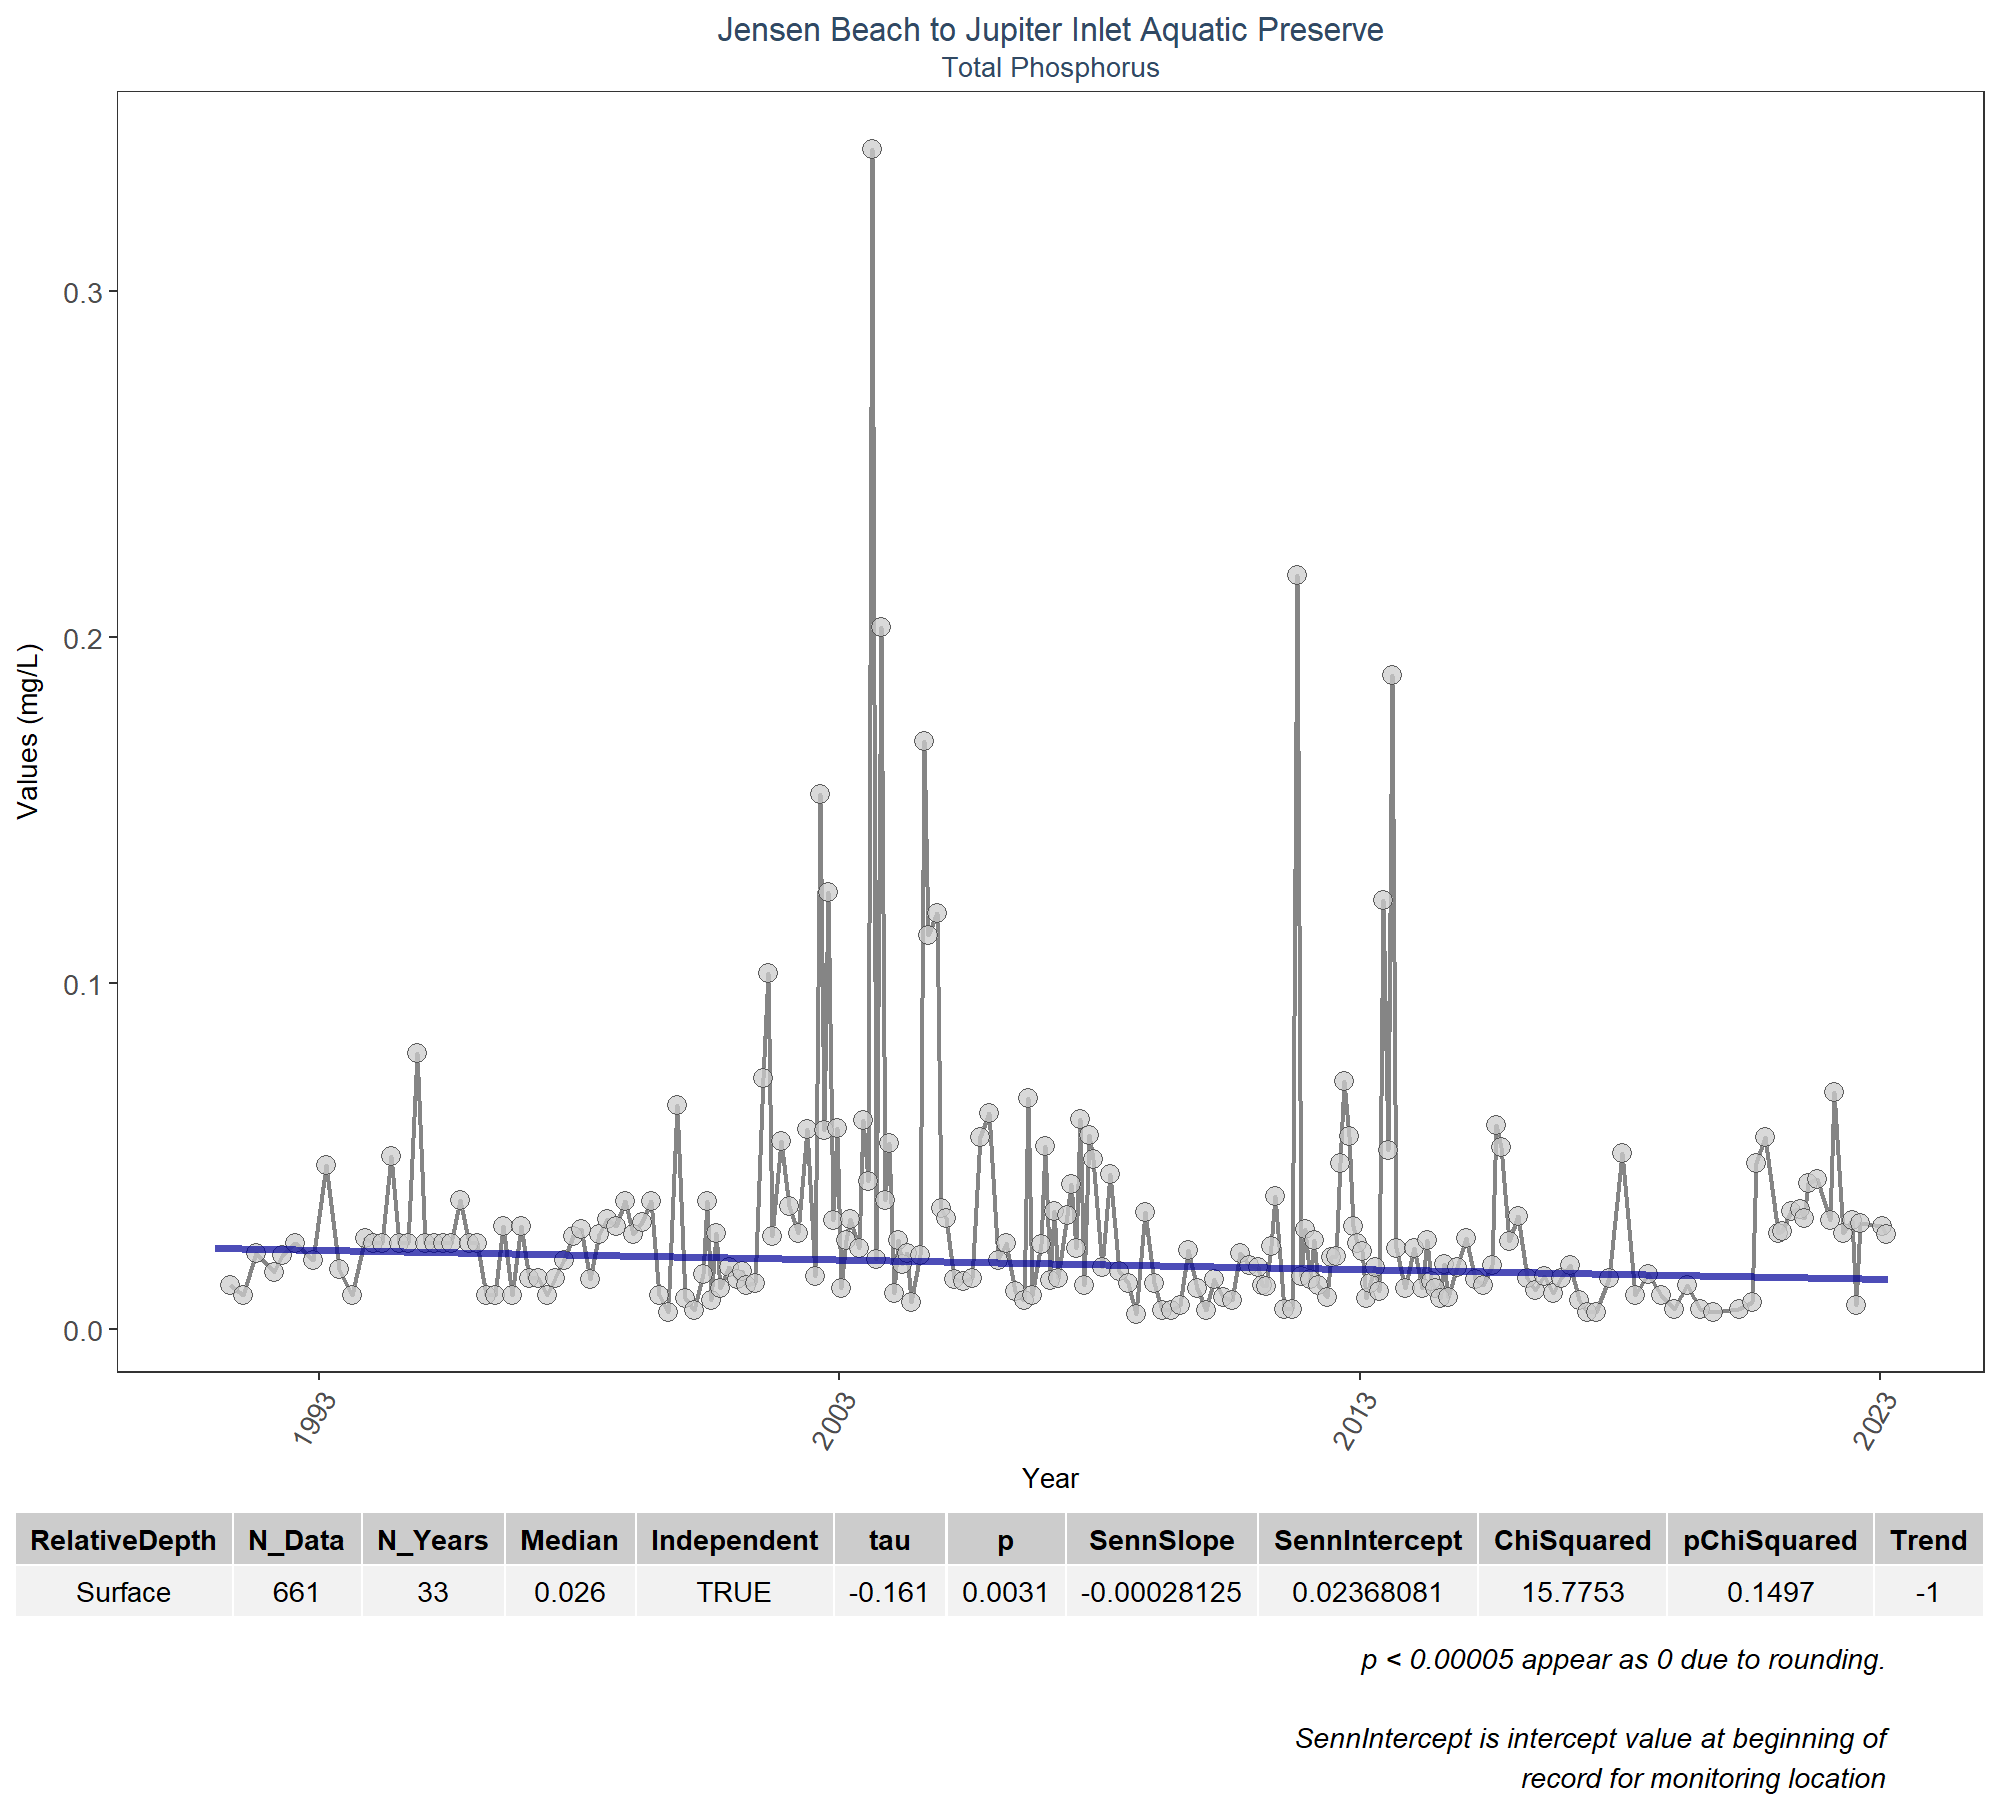 Jensen Beach to Jupiter Inlet Aquatic Preserve
Total Phosphorus
Values (mg/L)
0.3
0.2
0.1
0.0
1993 2003 2013 2023
Year
RelativeDepth N_Data N_Years Median Independent tau p SennSlope SennIntercept ChiSquared pChiSquared Trend
Surface 661 33 0.026 TRUE -0.161 0.0031 -0.00028125 0.02368081 15.7753 0.1497 -1
p < 0.00005 appear as 0 due to rounding.
SennIntercept is intercept value at beginning of
record for monitoring location